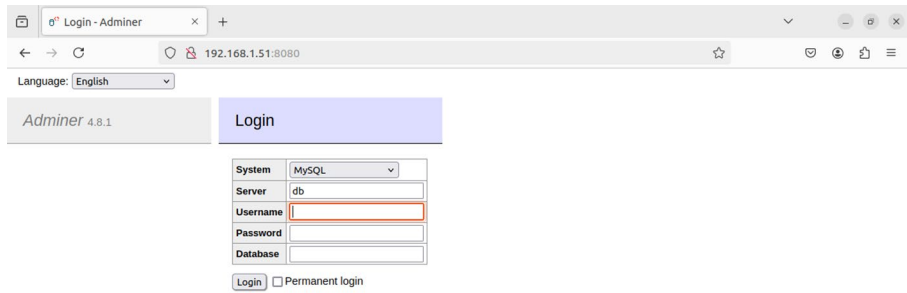 Login - Adminer
192.168.1.51:8080
Language: English
Adminer 4.8.1
Login
System MySQL
Server db
Username
Password
Database
Login Permanent login